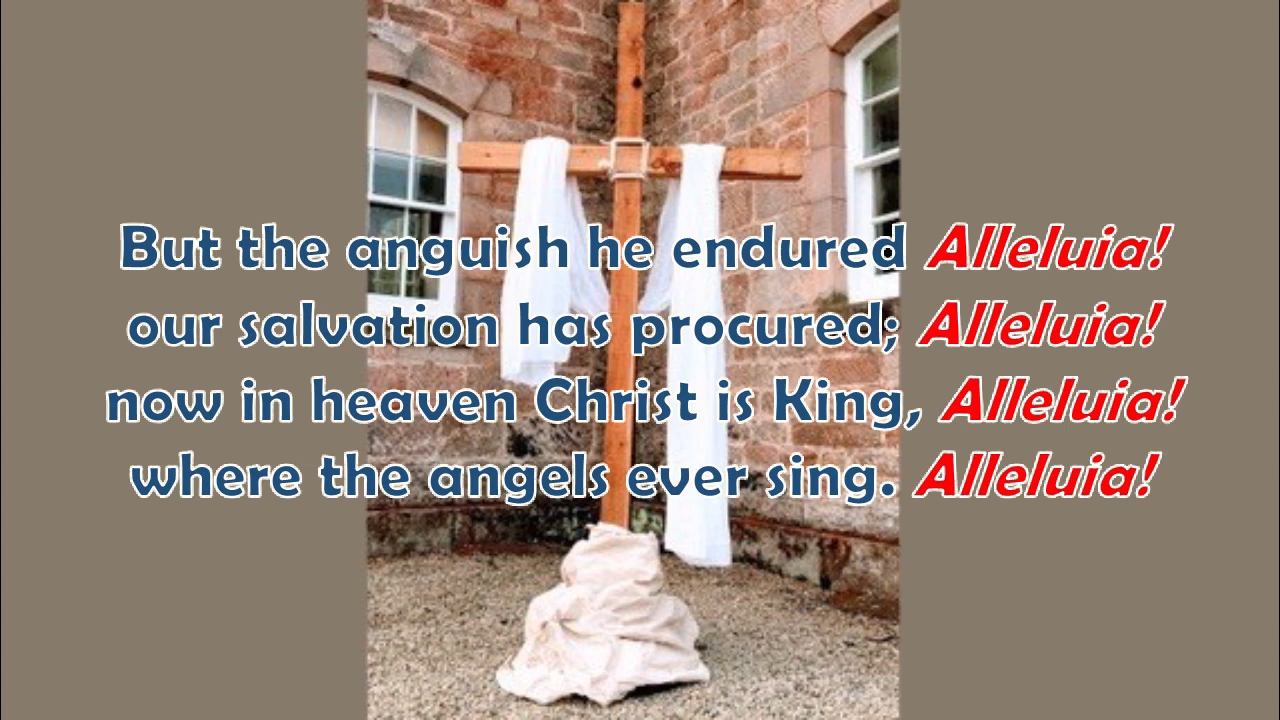 But the anguish he endured Alleluia!
our salvation has procured; Alleluia!
now in heaven Christ is King, Alleluia!
where the angels ever sing. Alleluia!